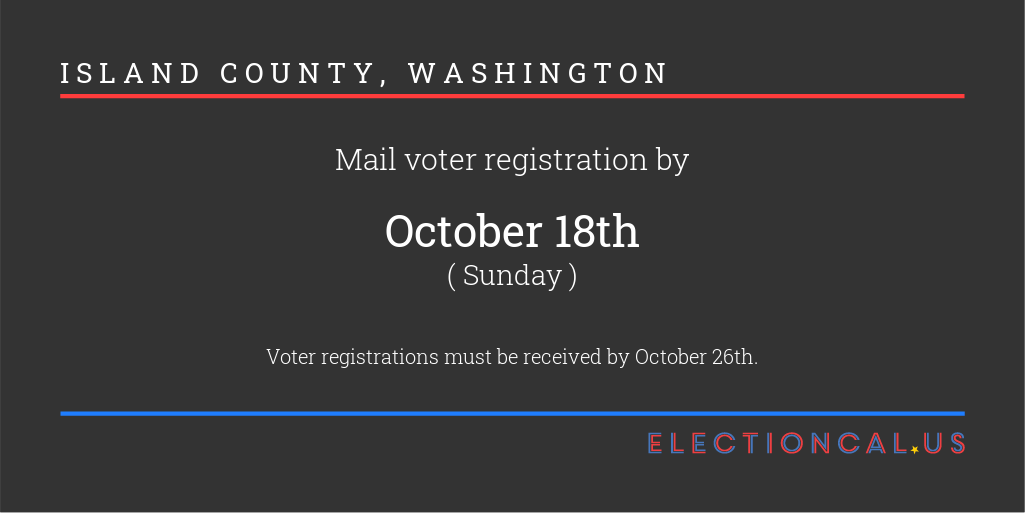 ISLAND COUNTY, WASHINGTON
Mail voter registration by
October 18th
( Sunday )
Voter registrations must be received by October 26th.
ELECTIONCAL.US